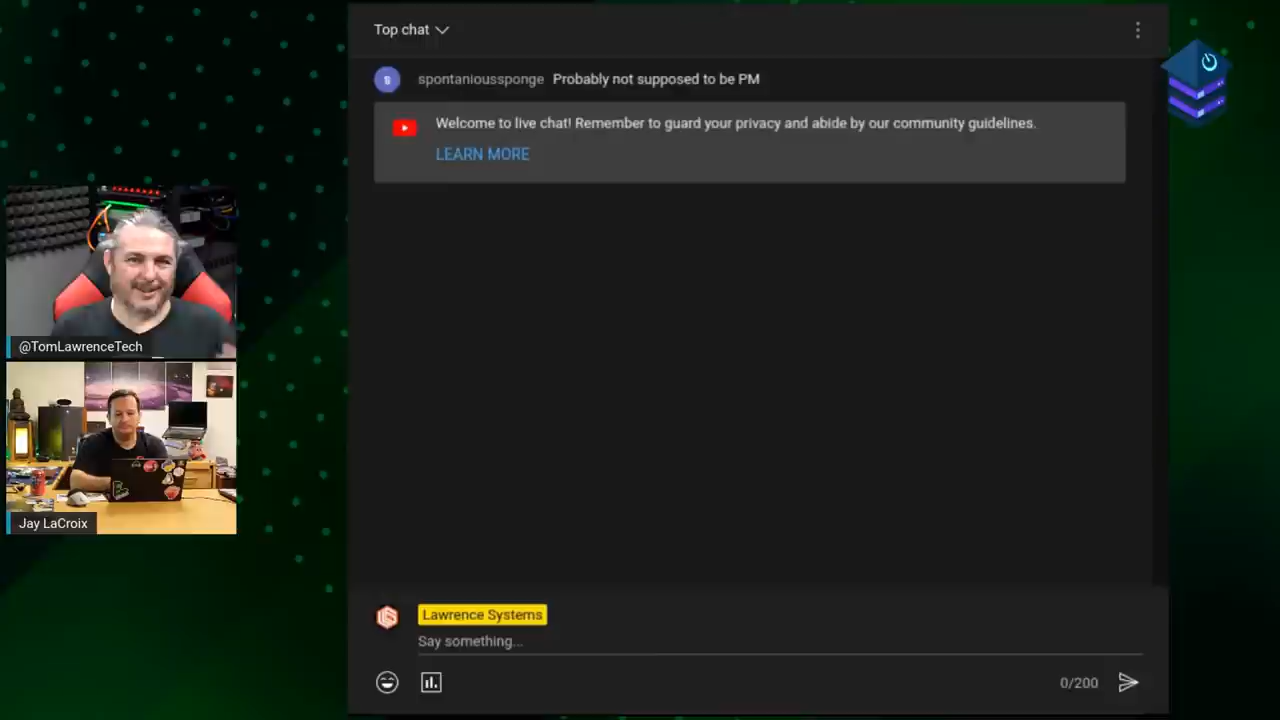 Top chat
spontanioussponge Probably not supposed to be PM
Welcome to live chat! Remember to guard your privacy and abide by our community guidelines.
LEARN MORE
@TomLawrenceTech
Jay LaCroix
Lawrence Systems
Say something...
0/200